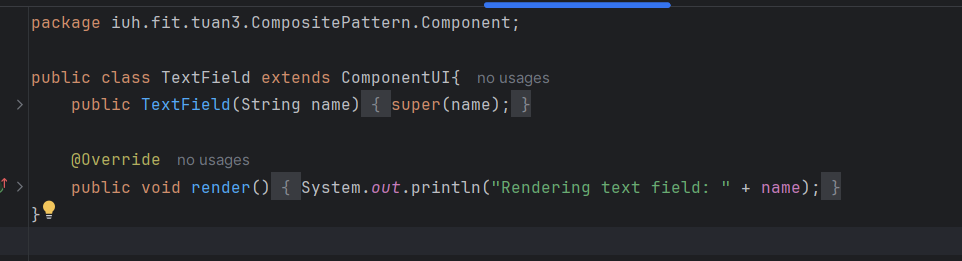 package iuh.fit.tuan3.CompositePattern.Component;
public class TextField extends ComponentUI{ no usages
public TextField(String name) { super(name); }
@Override no usages
public void render() { System.out.println("Rendering text field: " + name); }
}